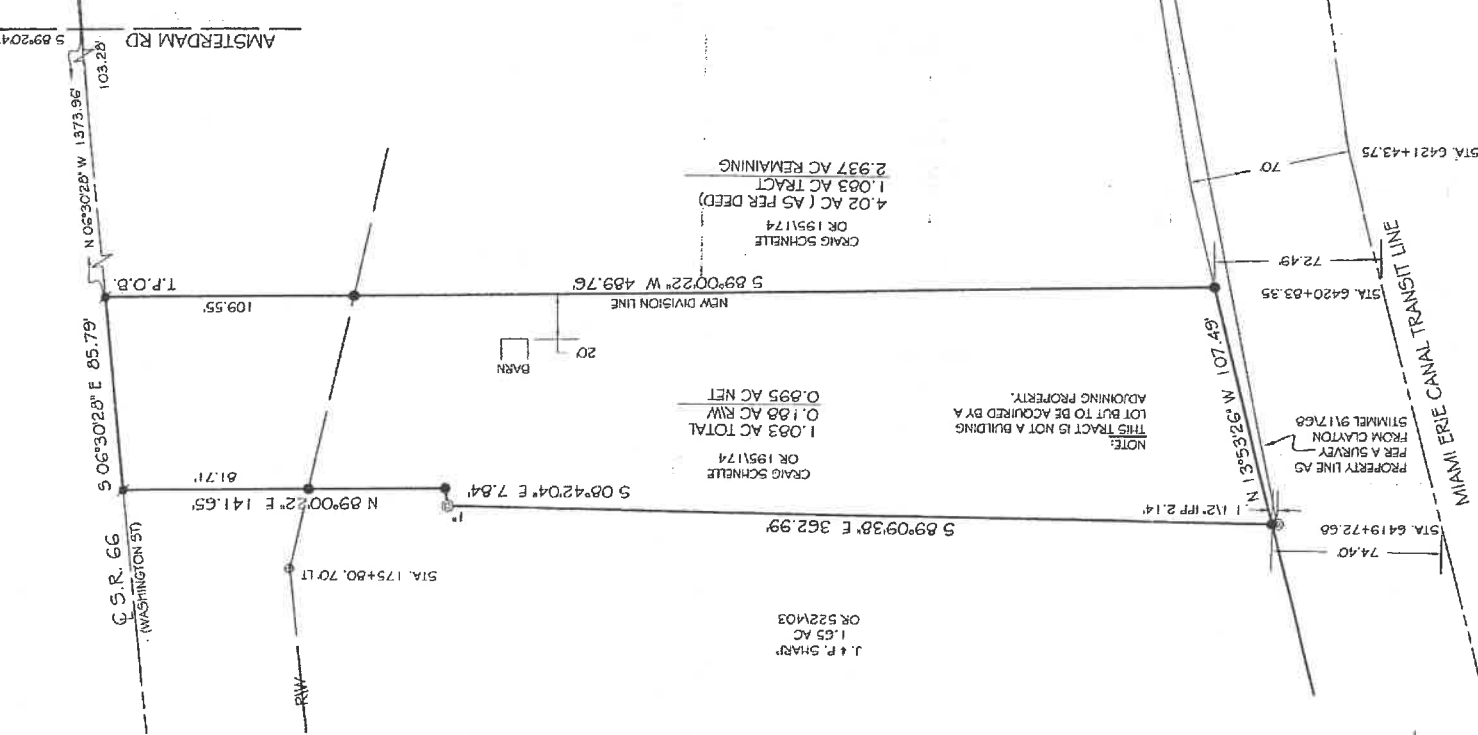 J. & P. SHARP
1.65 AC
OR 522\403
STA. 175+80.70' LT
R/W
℄ S.R. 66
(WASHINGTON ST)
74.40'
STA. 6419+72.68
1 1/2" IPF 2.14'
S 89°09'38" E 362.99'
1"
S 08°42'04" E 7.84'
N 89°00'22" E 141.65'
81.71'
PROPERTY LINE AS
PER A SURVEY
FROM CLAYTON
STIMMEL 9\17\68
MIAMI ERIE CANAL TRANSIT LINE
NOTE:
THIS TRACT IS NOT A BUILDING
LOT BUT TO BE ACQUIRED BY A
ADJOINING PROPERTY.
CRAIG SCHNELLE
OR 195\174
1.083 AC TOTAL
0.188 AC R\W
0.895 AC NET
N 13°53'26" W 107.49'
S 06°30'28" E 85.79'
BARN
20'
STA. 6420+83.35
72.49'
NEW DIVISION LINE
S 89°00'22" W 489.76'
109.55'
T.P.O.B.
CRAIG SCHNELLE
OR 195\174
4.02 AC ( AS PER DEED)
1.083 AC TRACT
2.937 AC REMAINING
STA. 6421+43.75
70'
N 06°30'28" W 1373.96'
103.28'
AMSTERDAM RD
S 89°20'4